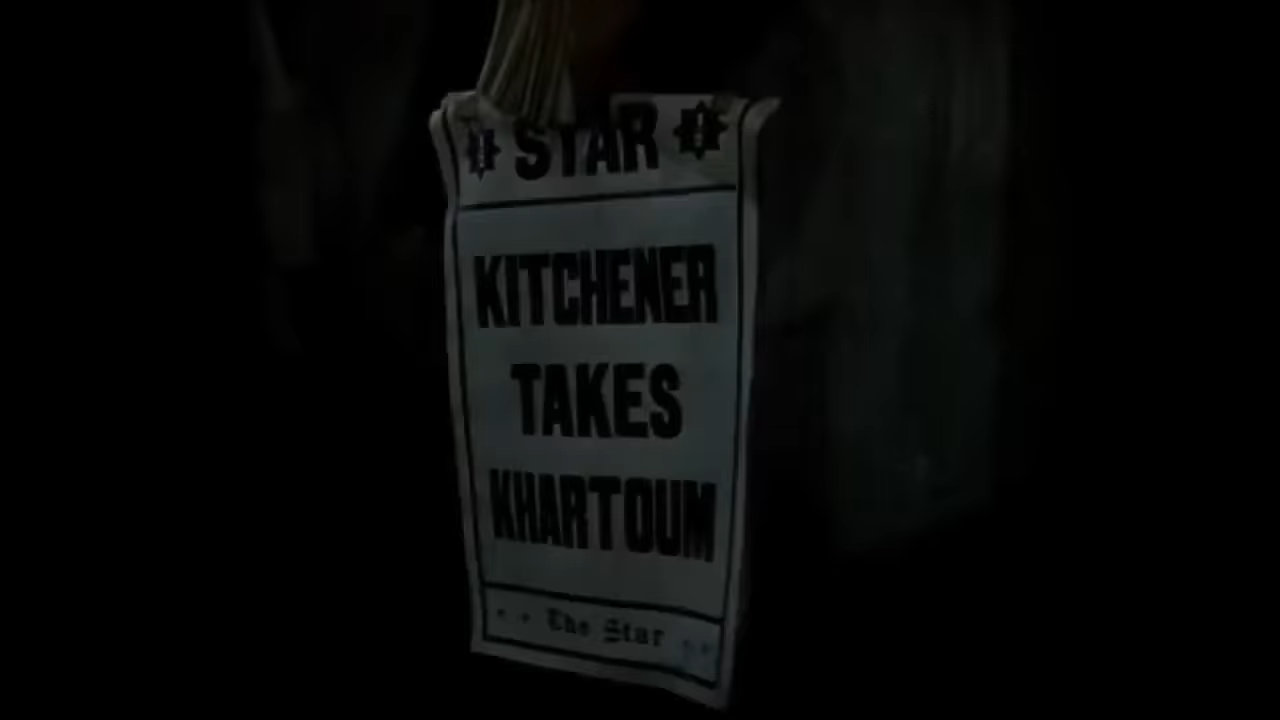 STAR
KITCHENER
TAKES
KHARTOUM
The Star